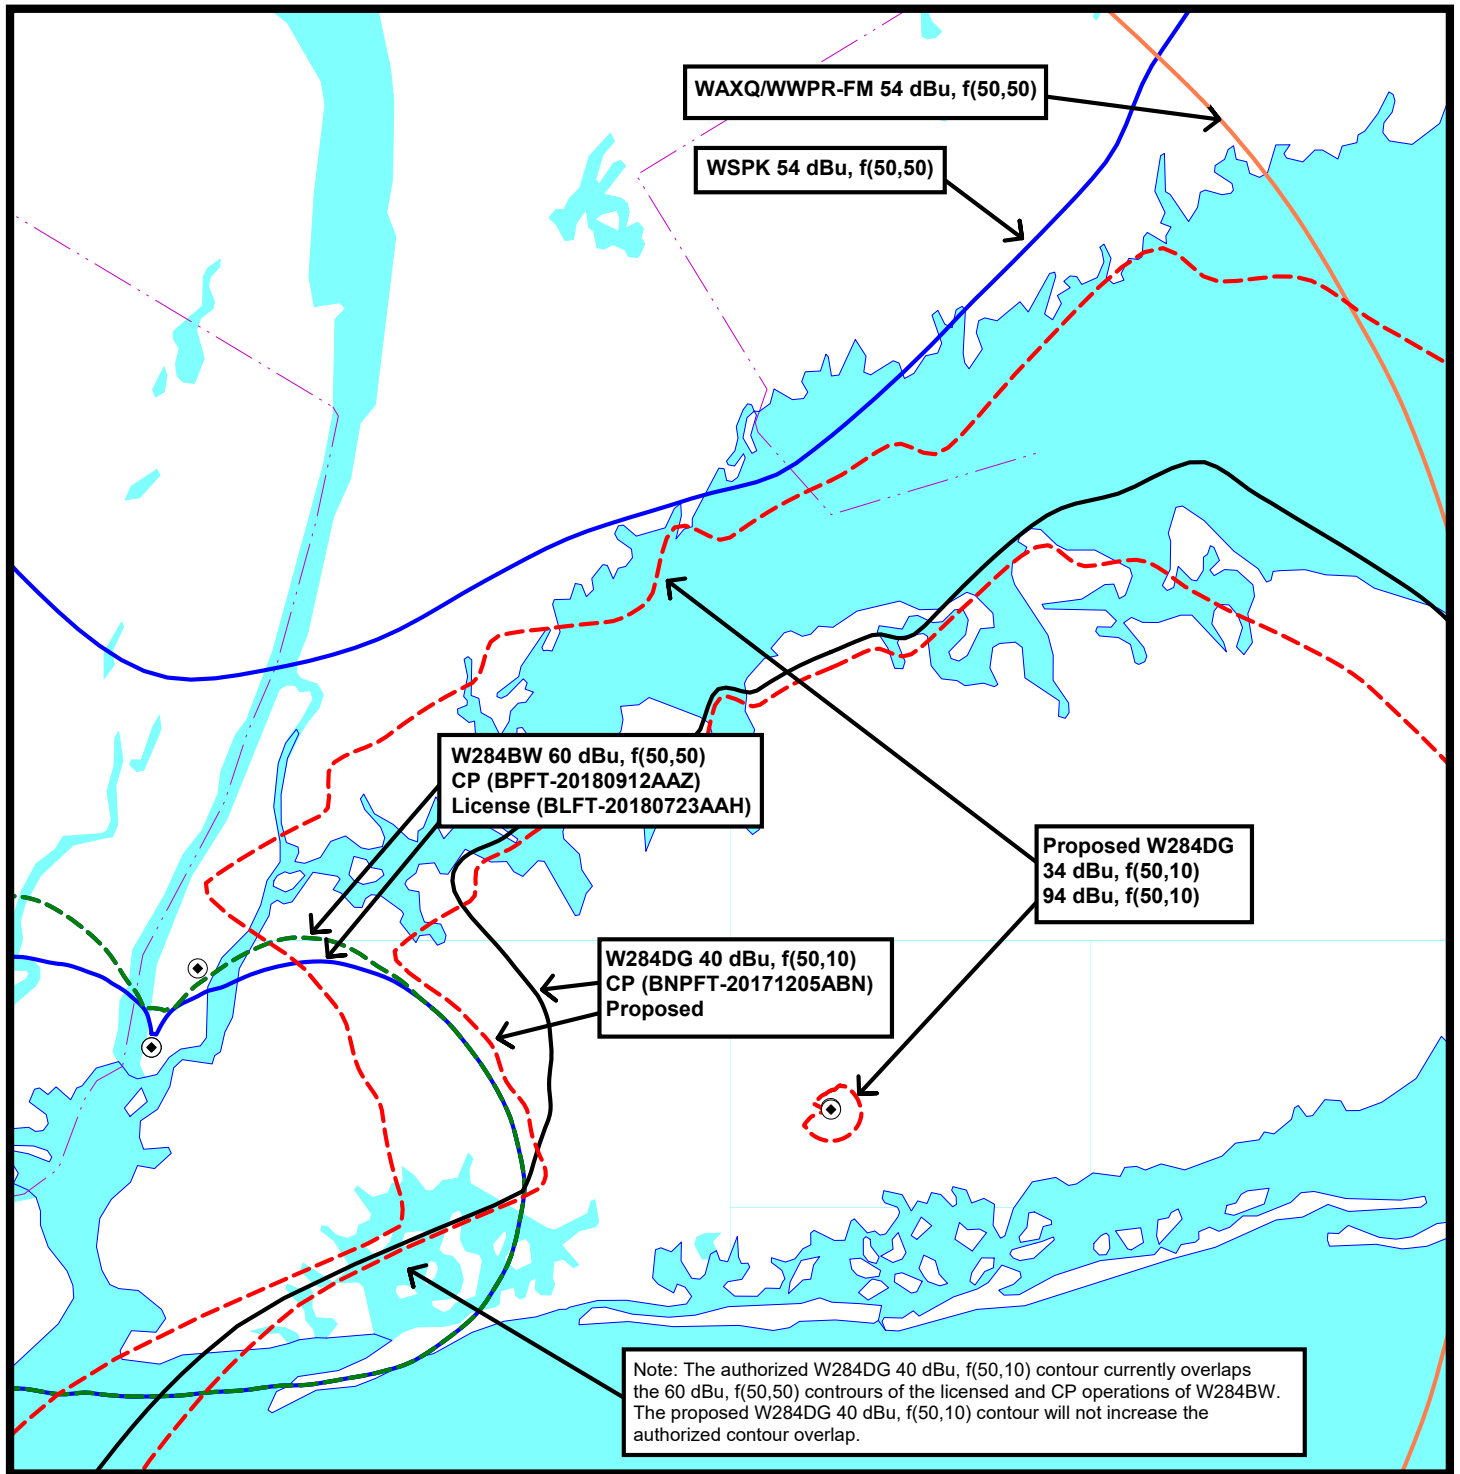 WAXQ/WWPR-FM 54 dBu, f(50,50)
WSPK 54 dBu, f(50,50)
W284BW 60 dBu, f(50,50)
CP (BPFT-20180912AAZ)
License (BLFT-20180723AAH)
Proposed W284DG
34 dBu, f(50,10)
94 dBu, f(50,10)
W284DG 40 dBu, f(50,10)
CP (BNPFT-20171205ABN)
Proposed
Note: The authorized W284DG 40 dBu, f(50,10) contour currently overlaps
the 60 dBu, f(50,50) contrours of the licensed and CP operations of W284BW.
The proposed W284DG 40 dBu, f(50,10) contour will not increase the
authorized contour overlap.